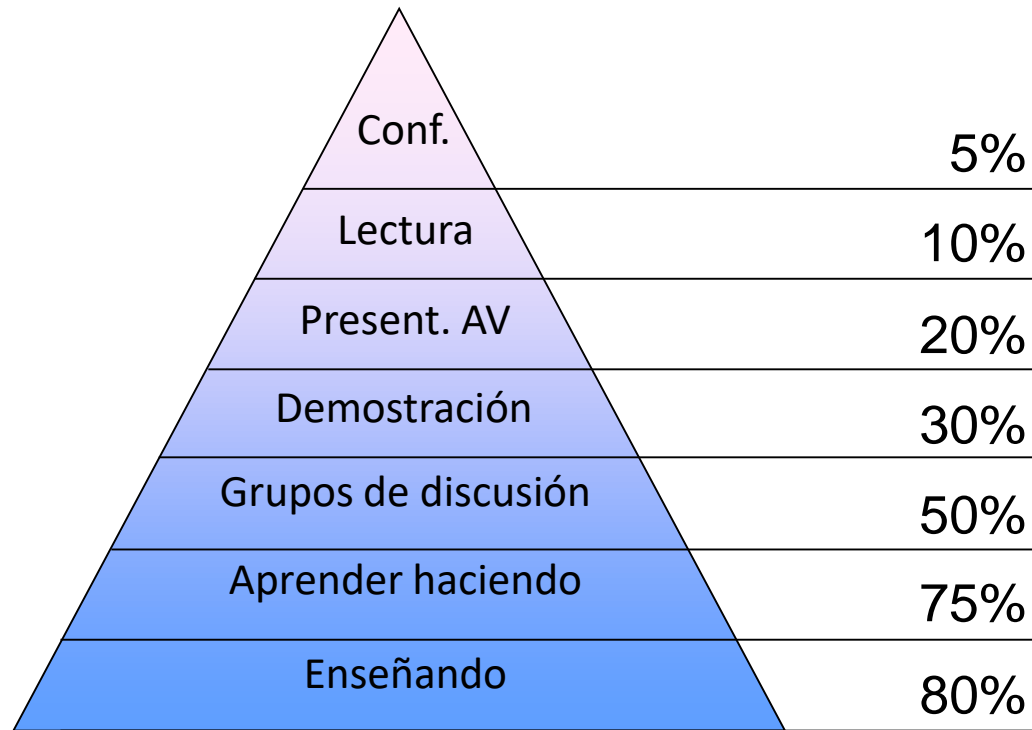 Conf.
5%
Lectura
10%
Present. AV
20%
Demostración
30%
Grupos de discusión
50%
Aprender haciendo
75%
Enseñando
80%